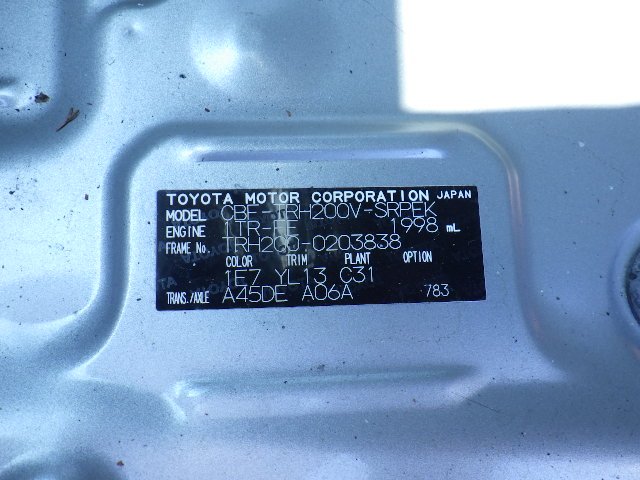 TOYOTA MOTOR CORPORATION JAPAN
MODEL CBF-TRH200V-SRPEK
ENGINE 1TR-FE 1998 mL
FRAME No. TRH200-0203838
COLOR TRIM PLANT OPTION
1E7 YL13 C31
TRANS./AXLE A45DE A06A 783